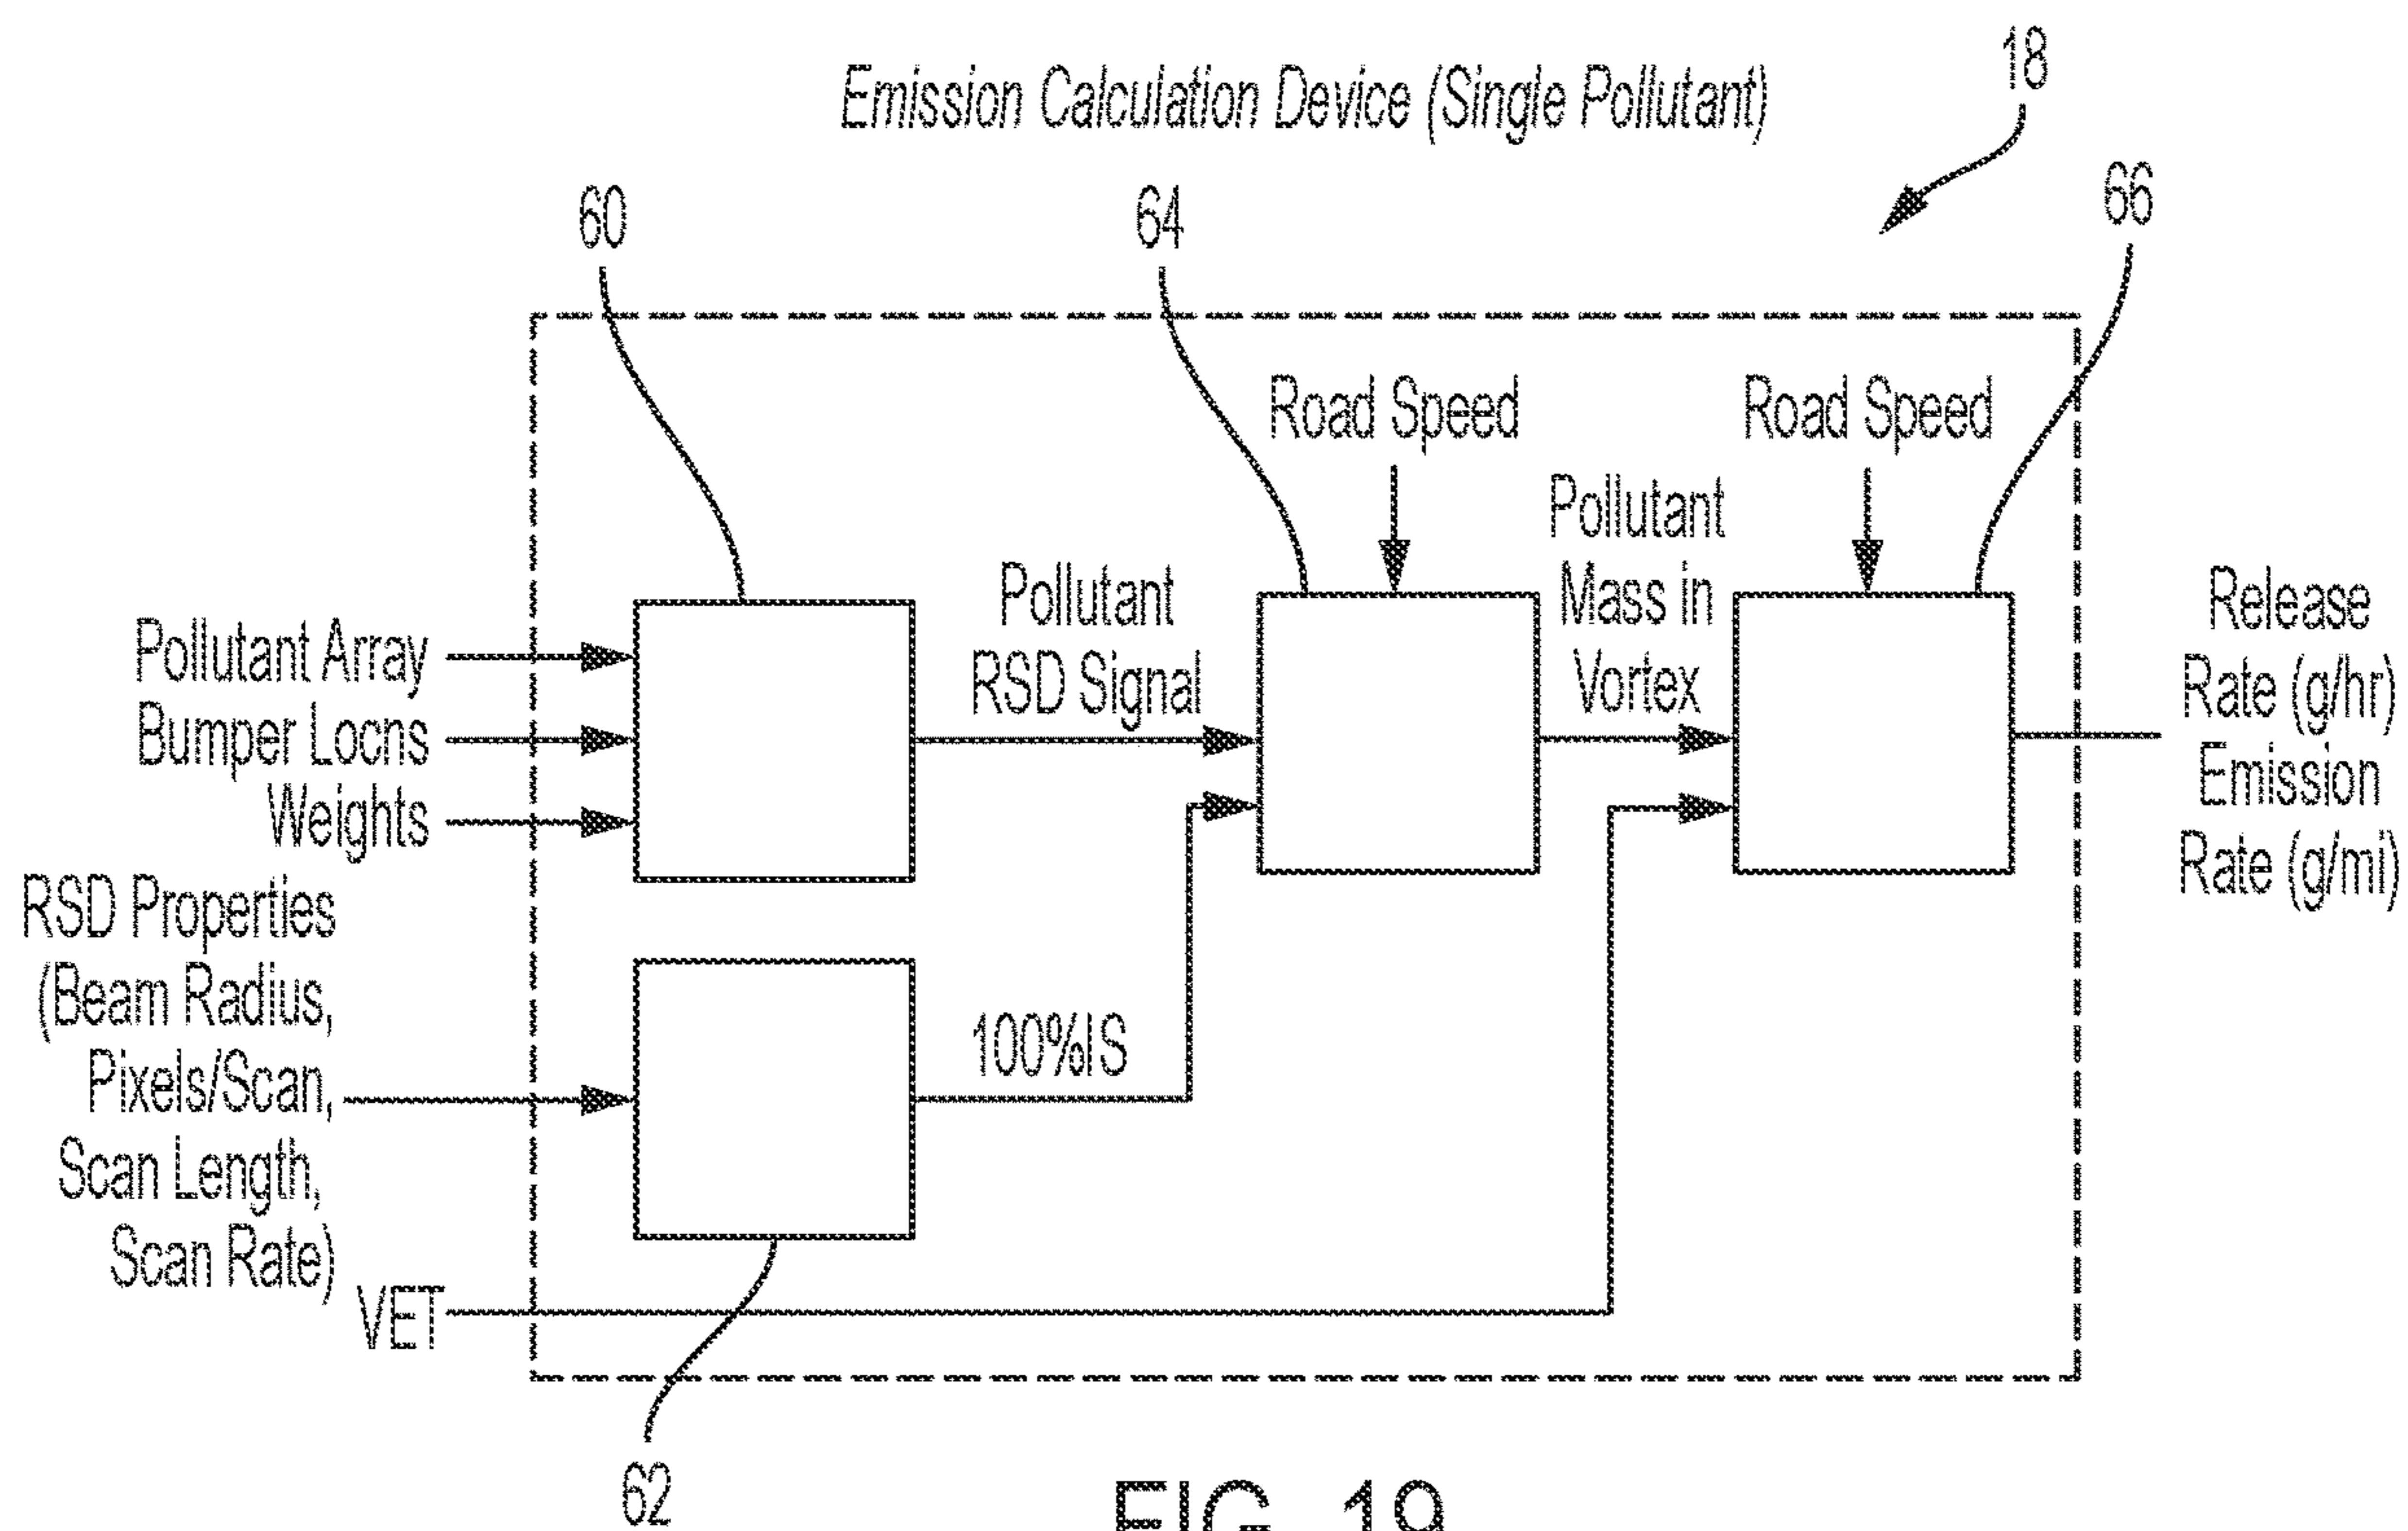 Emission Calculation Device (Single Pollutant)
18
60
64
66
Road Speed
Road Speed
Pollutant Array
Bumper Locns
Weights
RSD Properties
(Beam Radius,
Pixels/Scan,
Scan Length,
Scan Rate)
VET
Pollutant
RSD Signal
100%IS
Pollutant
Mass in
Vortex
Release
Rate (g/hr)
Emission
Rate (g/mi)
62
FIG. 19